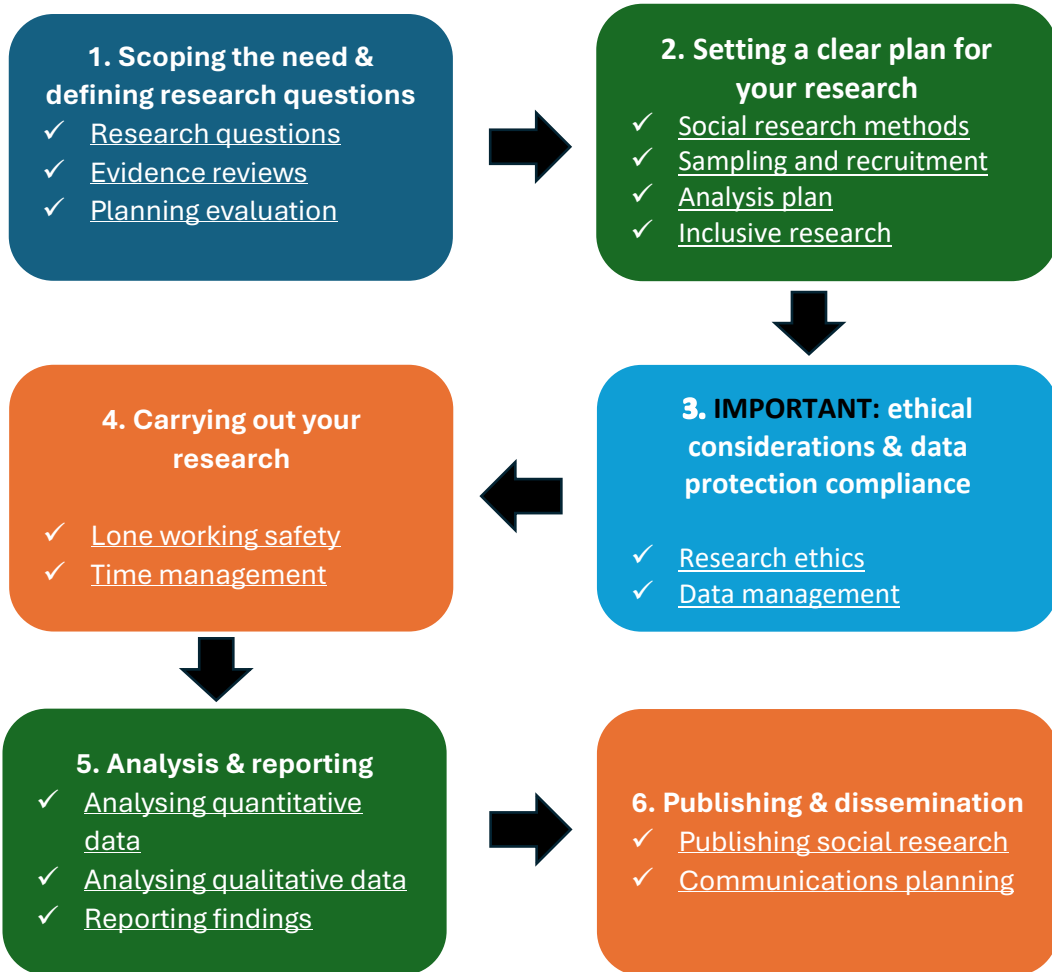 1. Scoping the need &
defining research questions
✓ Research questions
✓ Evidence reviews
✓ Planning evaluation
2. Setting a clear plan for
your research
✓ Social research methods
✓ Sampling and recruitment
✓ Analysis plan
✓ Inclusive research
3. IMPORTANT: ethical
considerations & data
protection compliance
✓ Research ethics
✓ Data management
4. Carrying out your
research
✓ Lone working safety
✓ Time management
5. Analysis & reporting
✓ Analysing quantitative
data
✓ Analysing qualitative data
✓ Reporting findings
6. Publishing & dissemination
✓ Publishing social research
✓ Communications planning